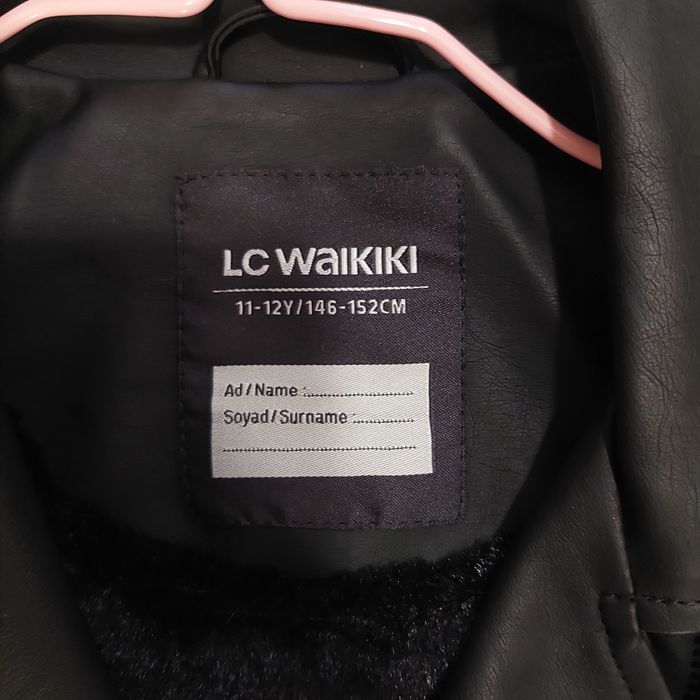 LC WAIKIKI
11-12Y/146-152CM
Ad/Name :....................
Soyad/Surname :............
........................................